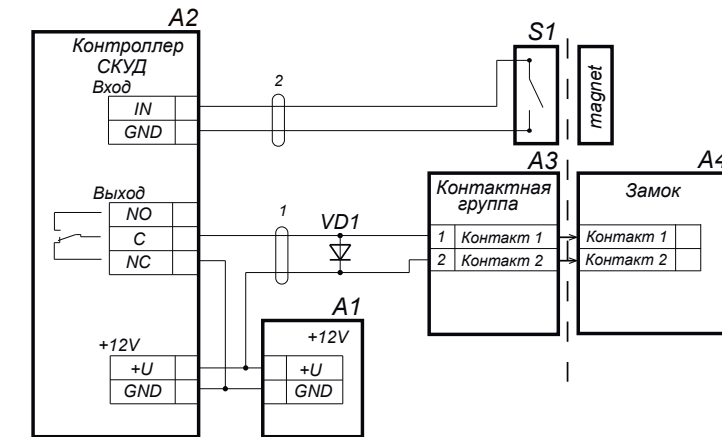 A2
Контроллер
СКУД
Вход
IN
GND
2
S1
magnet
A3
Контактная
группа
1 Контакт 1
2 Контакт 2
A4
Замок
Контакт 1
Контакт 2
Выход
NO
C
NC
1
VD1
A1
+12V
+U
GND
+12V
+U
GND